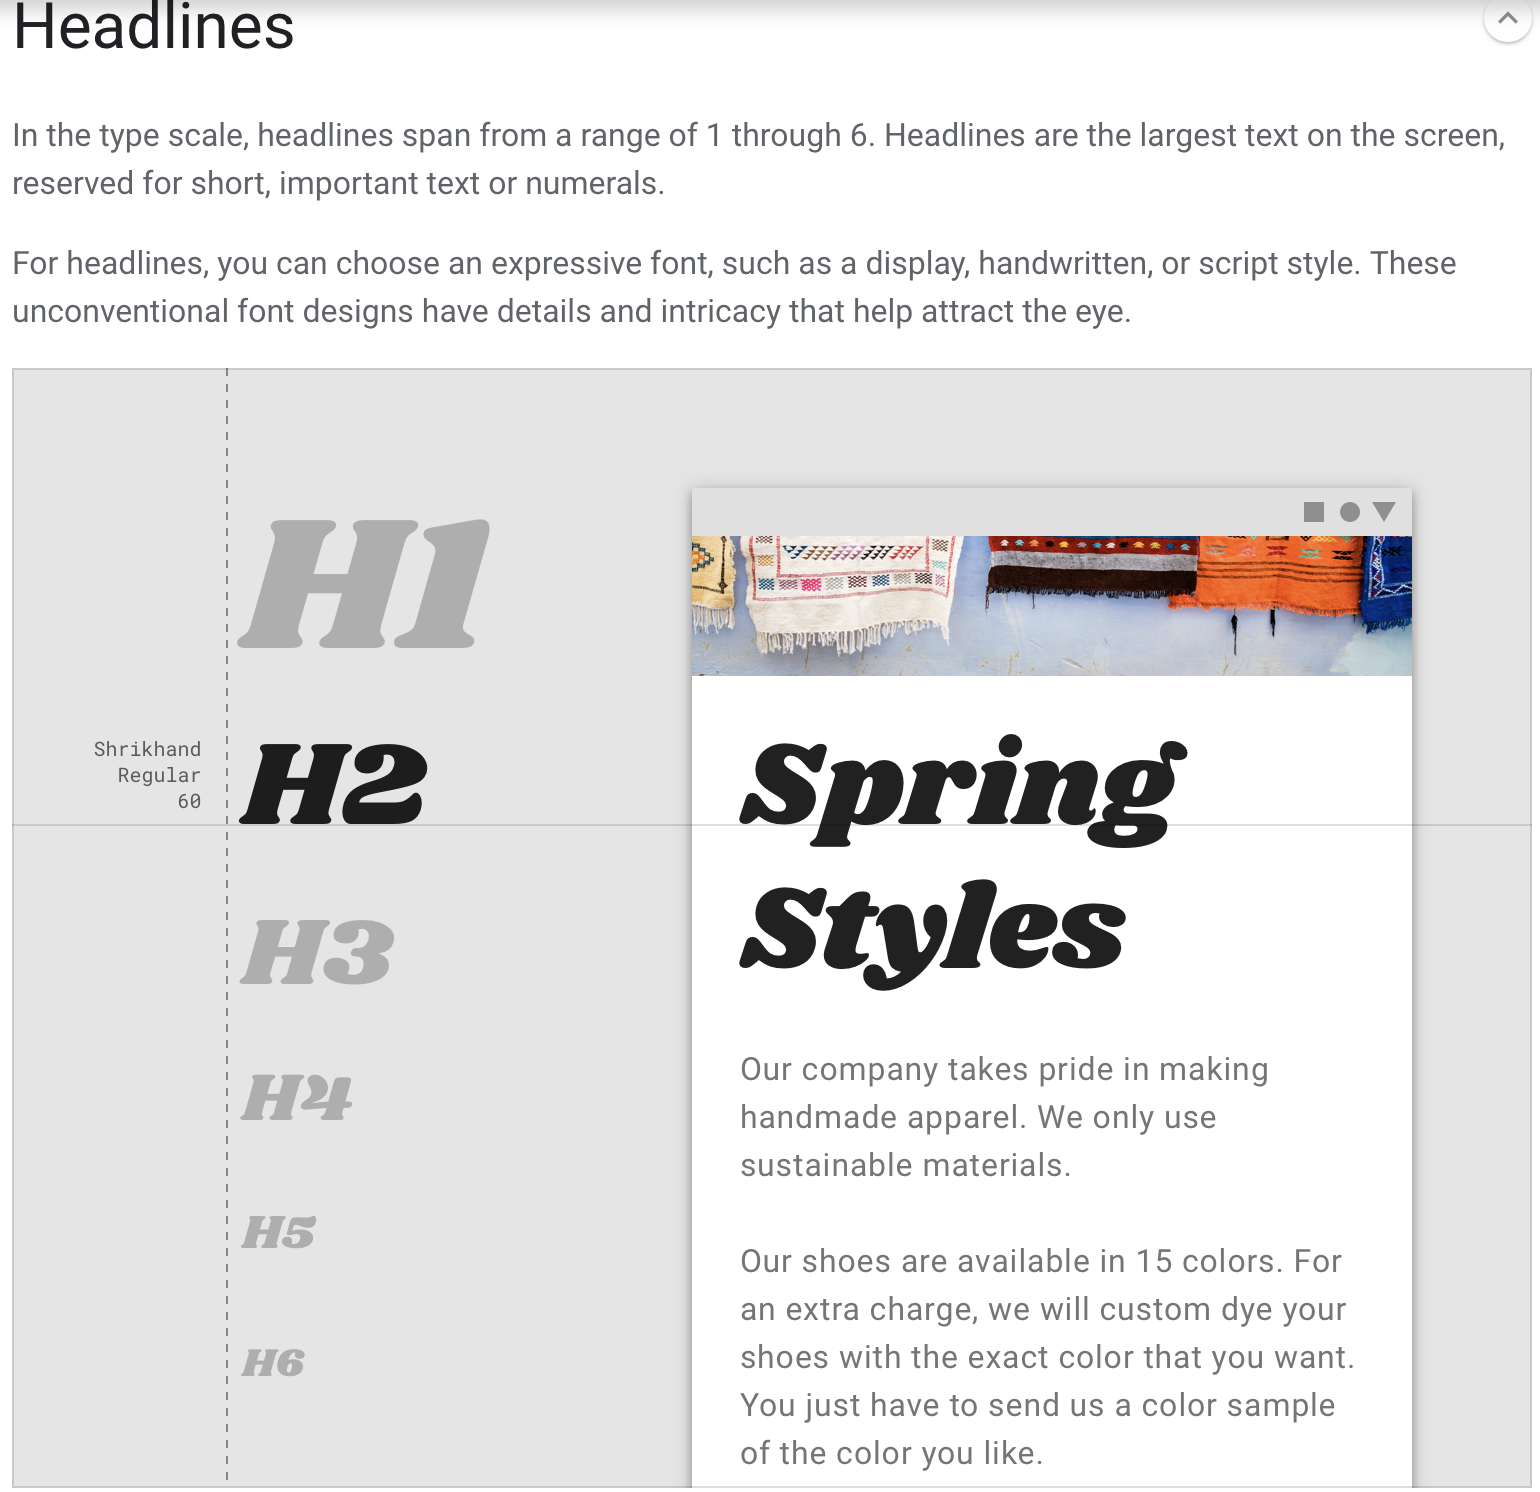 Headlines
In the type scale, headlines span from a range of 1 through 6. Headlines are the largest text on the screen,
reserved for short, important text or numerals.
For headlines, you can choose an expressive font, such as a display, handwritten, or script style. These
unconventional font designs have details and intricacy that help attract the eye.
H1
Shrikhand
Regular
60
H2
H3
H4
H5
H6
Spring
Styles
Our company takes pride in making
handmade apparel. We only use
sustainable materials.
Our shoes are available in 15 colors. For
an extra charge, we will custom dye your
shoes with the exact color that you want.
You just have to send us a color sample
of the color you like.